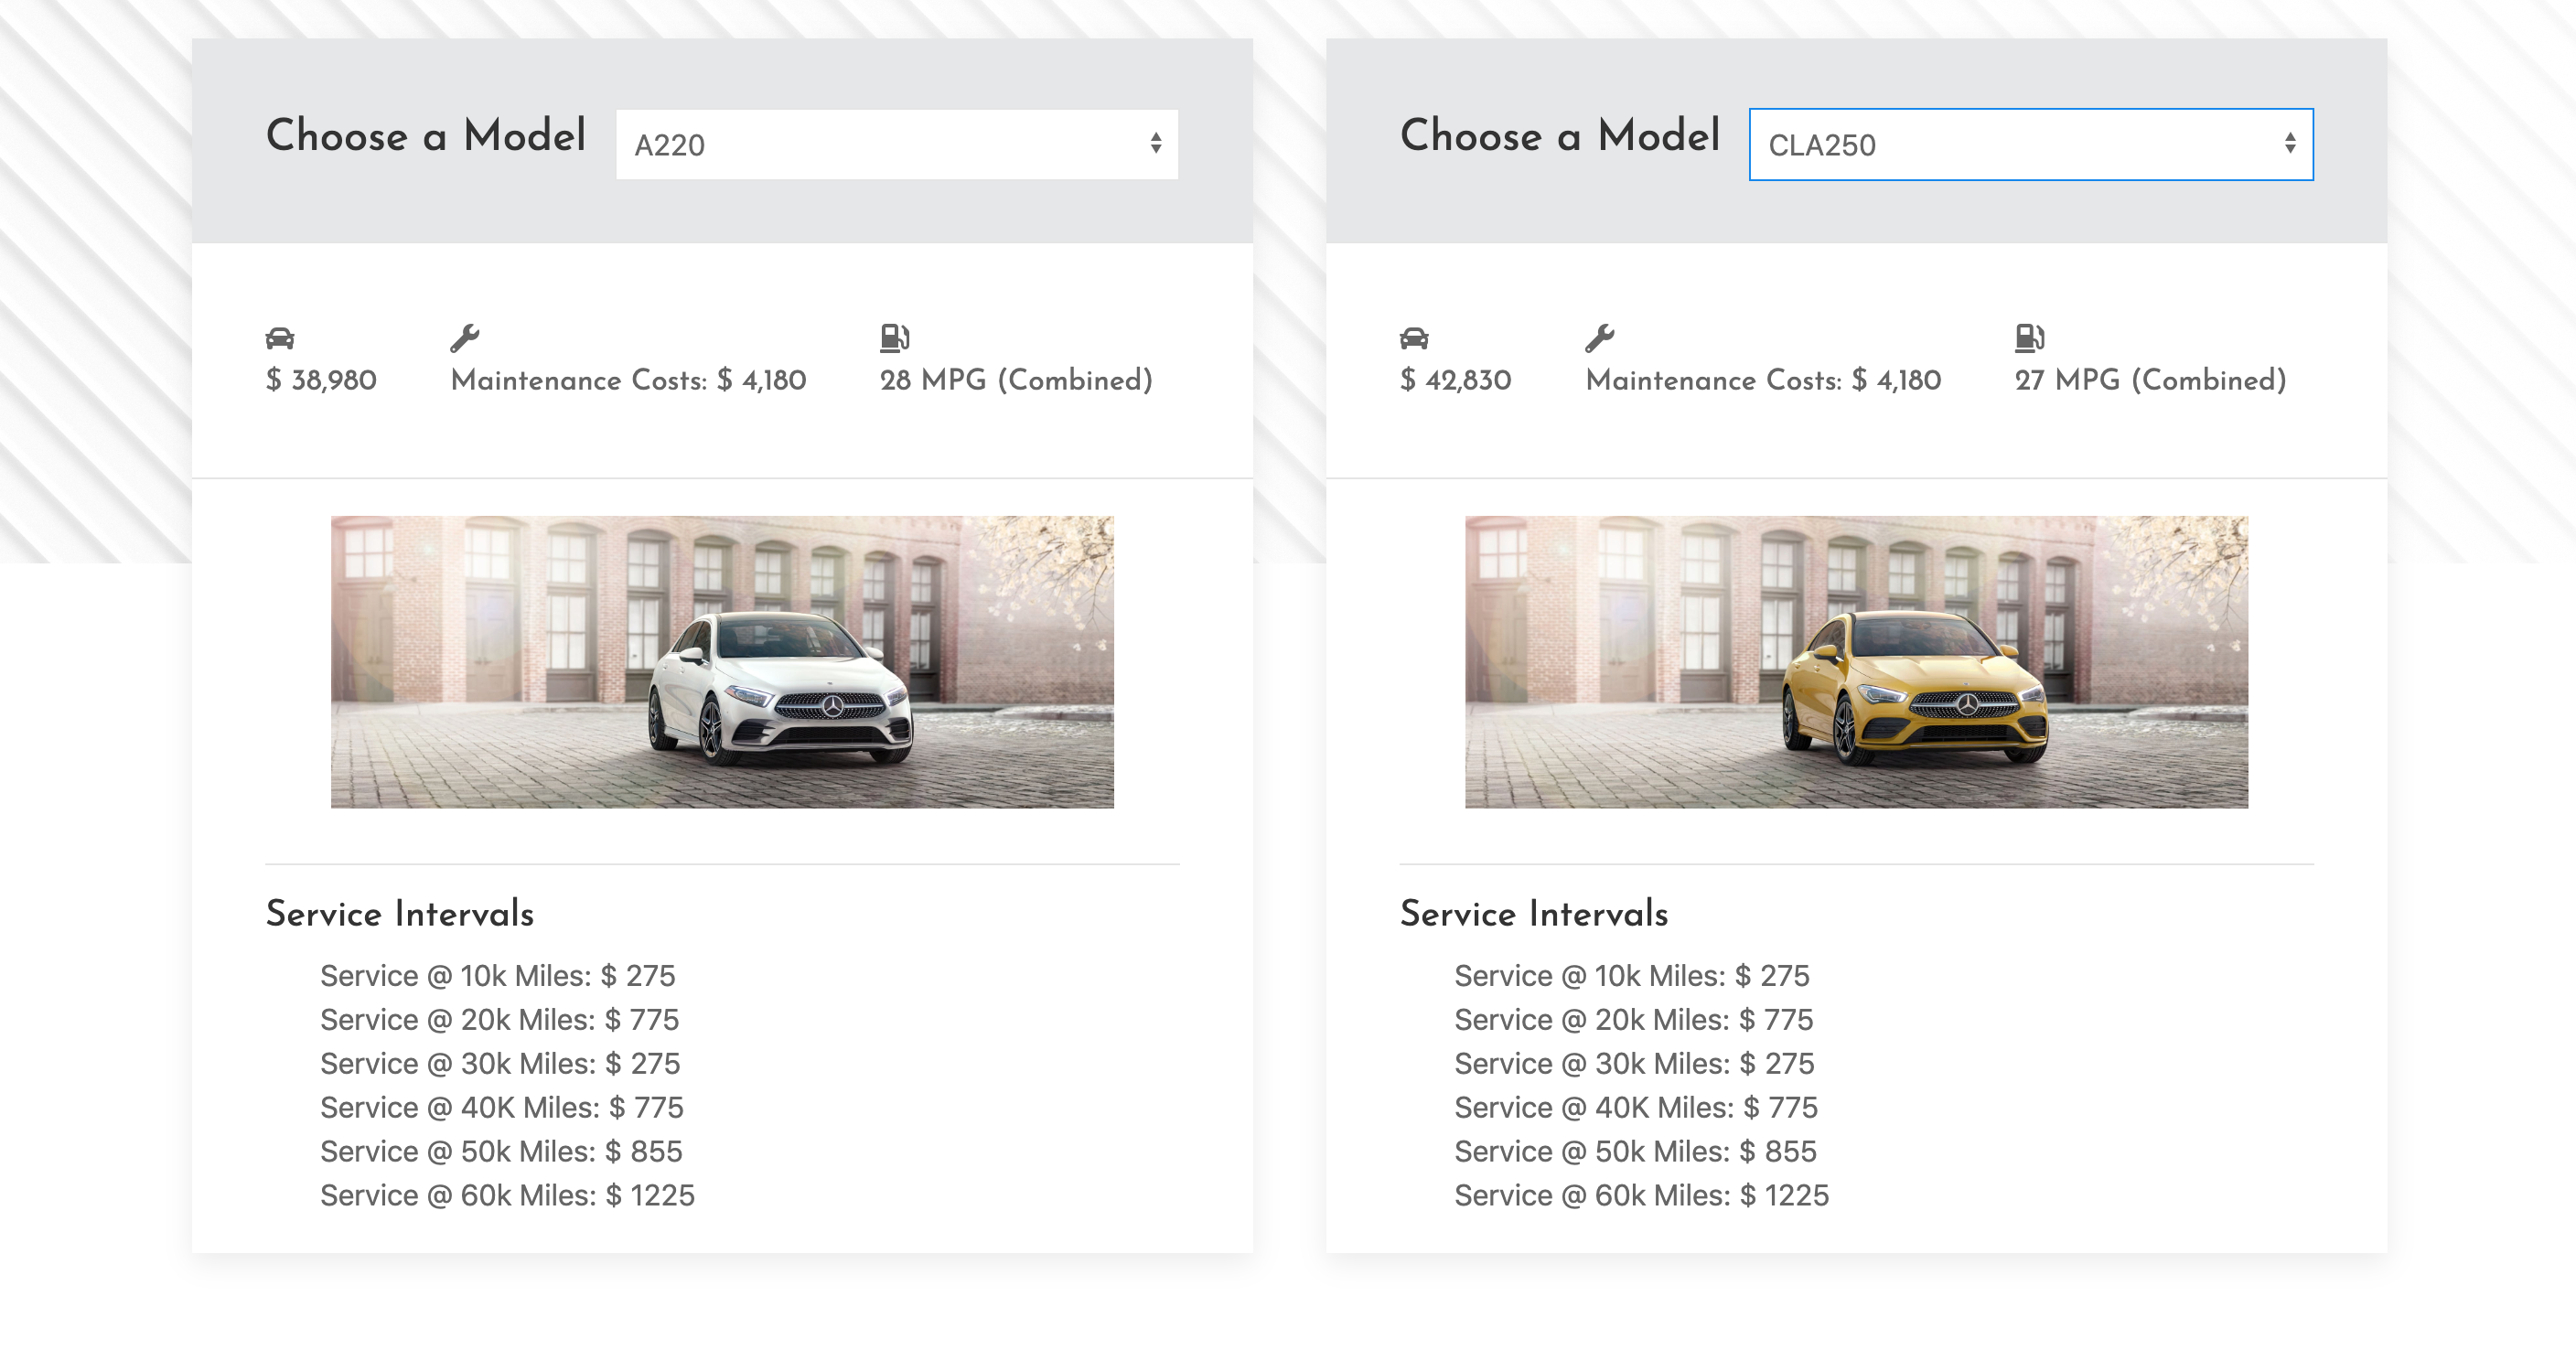 Choose a Model
A220
$ 38,980
Maintenance Costs: $ 4,180
28 MPG (Combined)
Service Intervals
Service @ 10k Miles: $ 275
Service @ 20k Miles: $ 775
Service @ 30k Miles: $ 275
Service @ 40K Miles: $ 775
Service @ 50k Miles: $ 855
Service @ 60k Miles: $ 1225
Choose a Model
CLA250
$ 42,830
Maintenance Costs: $ 4,180
27 MPG (Combined)
Service Intervals
Service @ 10k Miles: $ 275
Service @ 20k Miles: $ 775
Service @ 30k Miles: $ 275
Service @ 40K Miles: $ 775
Service @ 50k Miles: $ 855
Service @ 60k Miles: $ 1225